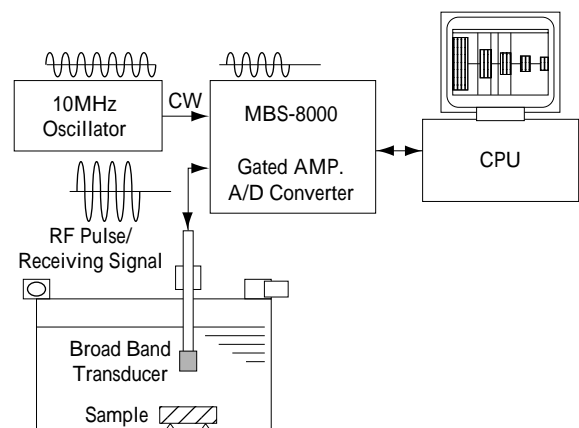 10MHz
Oscillator
CW
MBS-8000
Gated AMP.
A/D Converter
CPU
RF Pulse/
Receiving Signal
Broad Band
Transducer
Sample